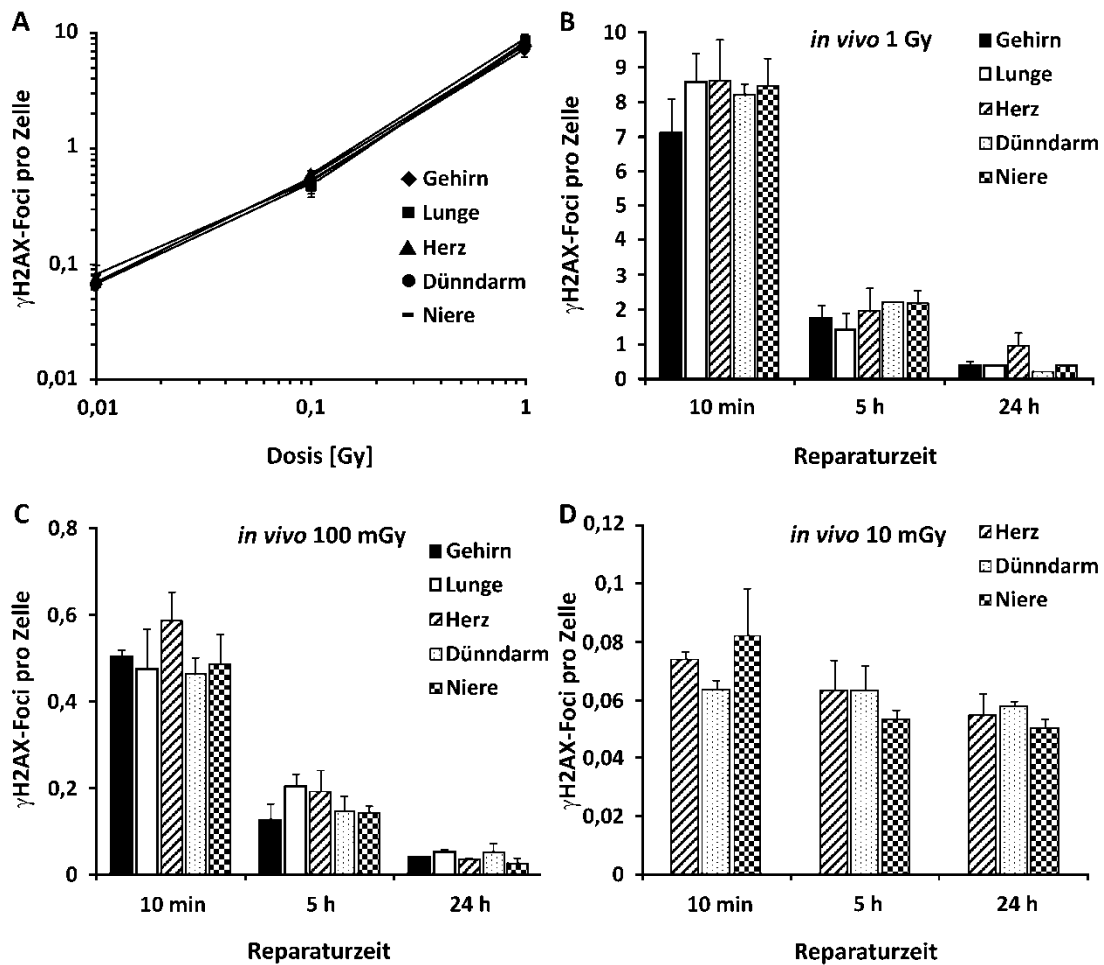 A
γH2AX-Foci pro Zelle
10
1
0,1
0,01
0,01
0,1
1
Dosis [Gy]
Gehirn
Lunge
Herz
Dünndarm
Niere
B
in vivo 1 Gy
γH2AX-Foci pro Zelle
10
9
8
7
6
5
4
3
2
1
0
10 min
5 h
24 h
Reparaturzeit
Gehirn
Lunge
Herz
Dünndarm
Niere
C
in vivo 100 mGy
γH2AX-Foci pro Zelle
0,8
0,6
0,4
0,2
0
10 min
5 h
24 h
Reparaturzeit
Gehirn
Lunge
Herz
Dünndarm
Niere
D
in vivo 10 mGy
γH2AX-Foci pro Zelle
0,12
0,1
0,08
0,06
0,04
0,02
0
10 min
5 h
24 h
Reparaturzeit
Herz
Dünndarm
Niere